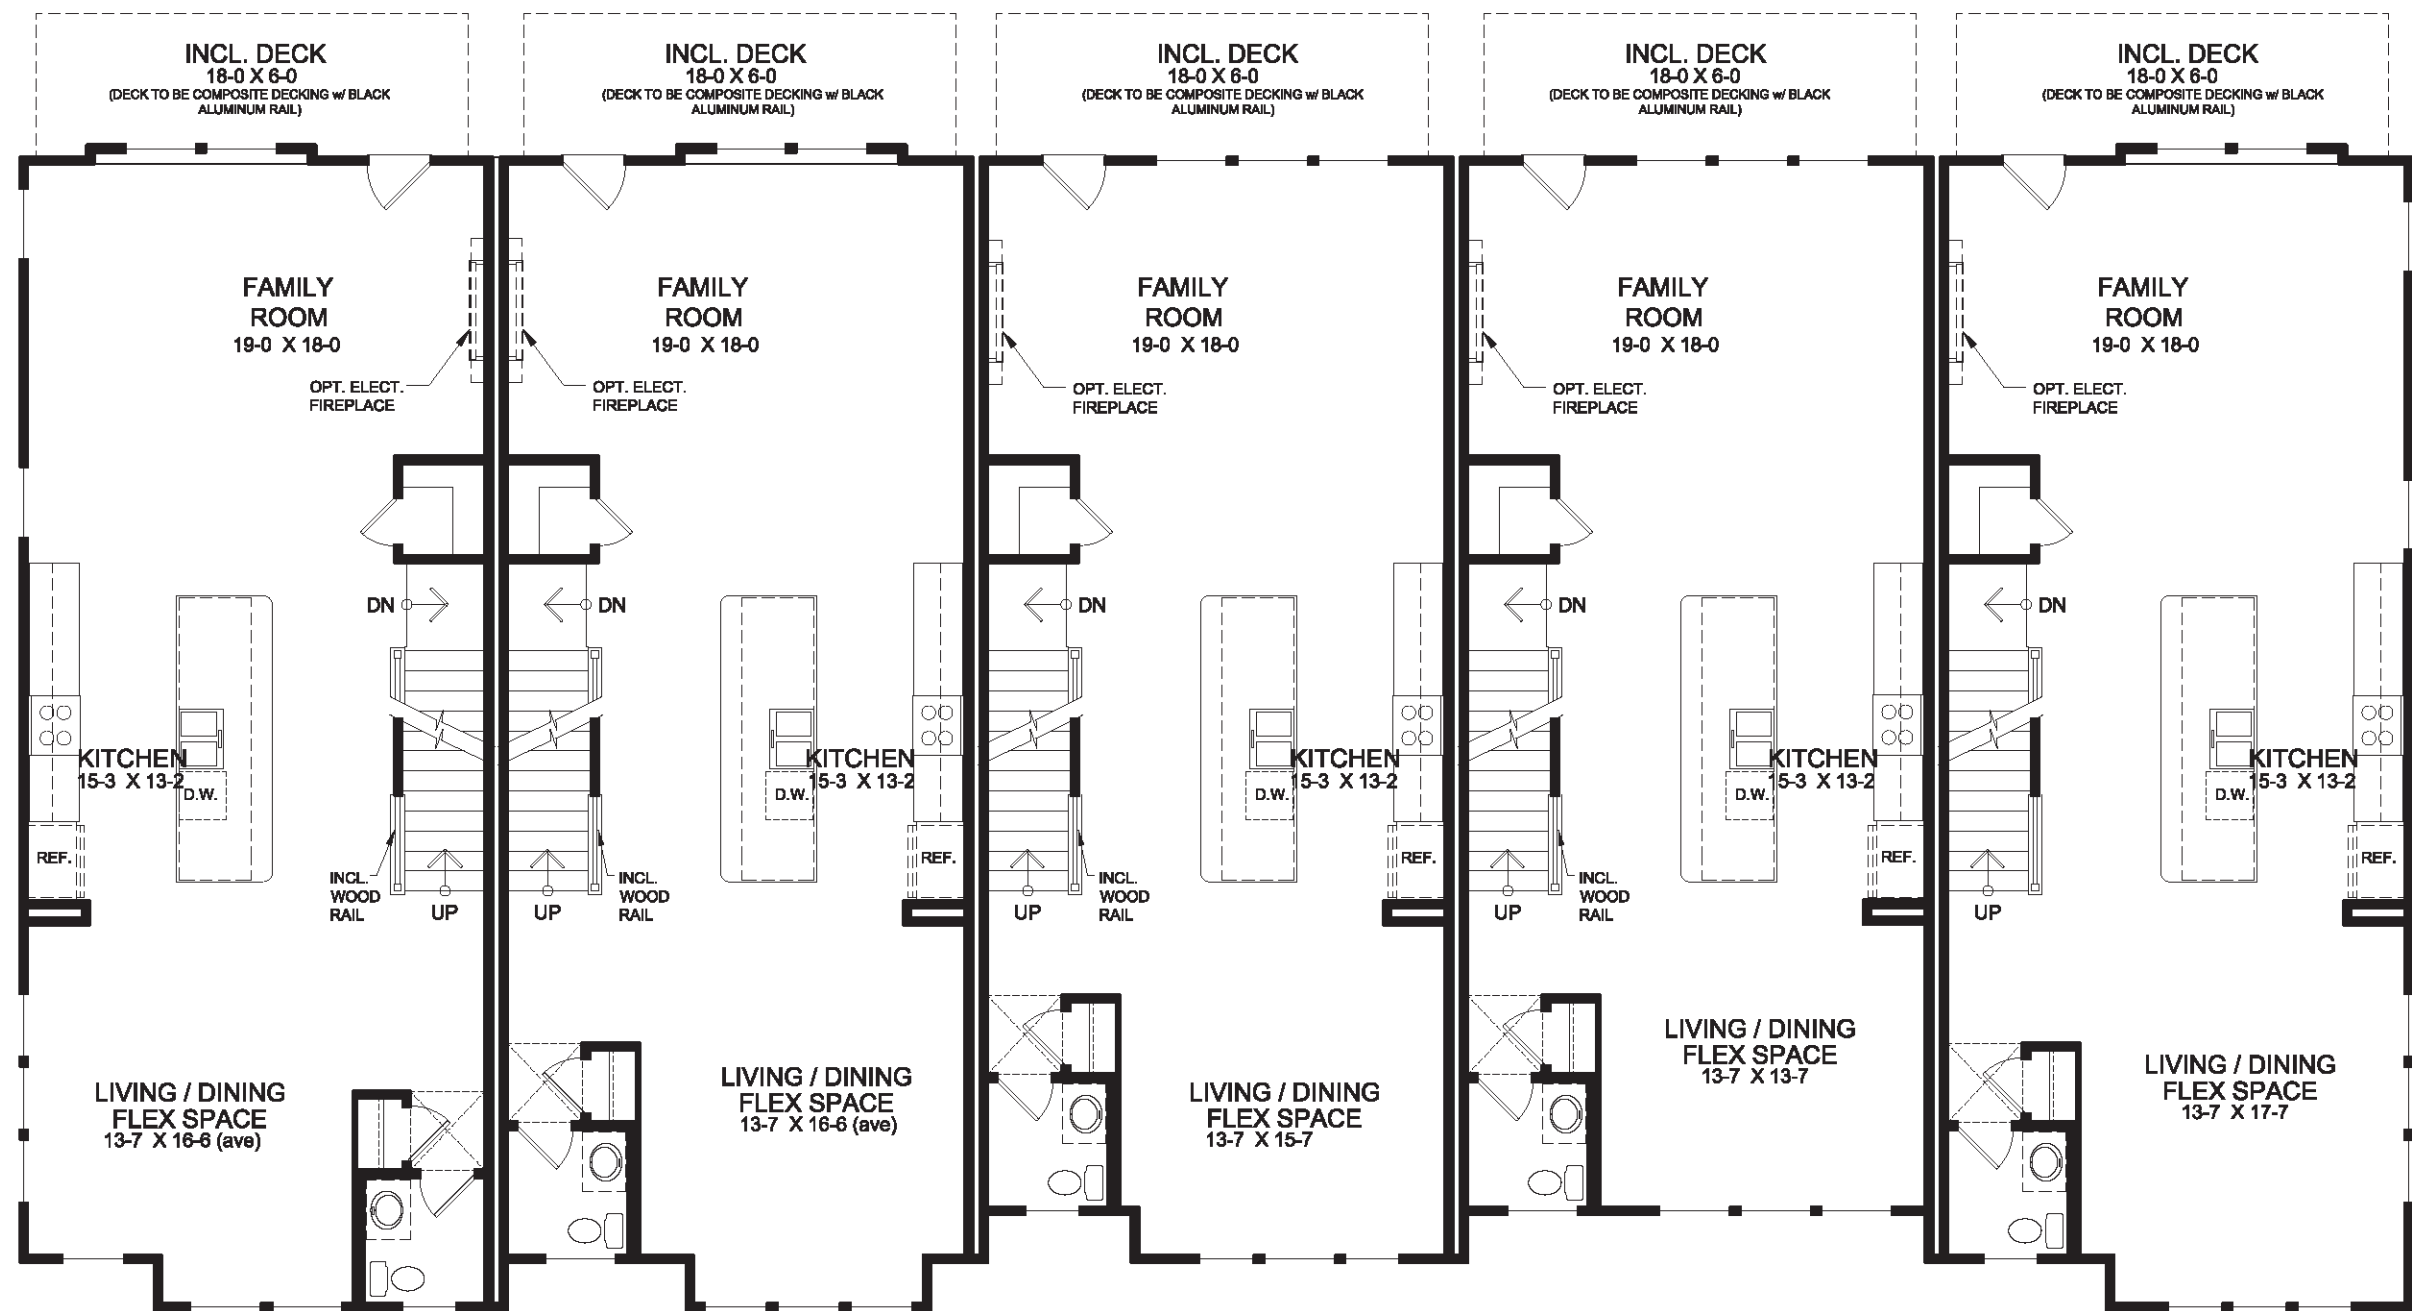 INCL. DECK
18-0 X 6-0
(DECK TO BE COMPOSITE DECKING w/ BLACK
ALUMINUM RAIL)
INCL. DECK
18-0 X 6-0
(DECK TO BE COMPOSITE DECKING w/ BLACK
ALUMINUM RAIL)
INCL. DECK
18-0 X 6-0
(DECK TO BE COMPOSITE DECKING w/ BLACK
ALUMINUM RAIL)
INCL. DECK
18-0 X 6-0
(DECK TO BE COMPOSITE DECKING w/ BLACK
ALUMINUM RAIL)
INCL. DECK
18-0 X 6-0
(DECK TO BE COMPOSITE DECKING w/ BLACK
ALUMINUM RAIL)
FAMILY
ROOM
19-0 X 18-0
OPT. ELECT.
FIREPLACE
FAMILY
ROOM
19-0 X 18-0
OPT. ELECT.
FIREPLACE
FAMILY
ROOM
19-0 X 18-0
OPT. ELECT.
FIREPLACE
FAMILY
ROOM
19-0 X 18-0
OPT. ELECT.
FIREPLACE
FAMILY
ROOM
19-0 X 18-0
OPT. ELECT.
FIREPLACE
DN
DN
DN
DN
DN
KITCHEN
15-3 X 13-2
D.W.
REF.
KITCHEN
15-3 X 13-2
D.W.
REF.
KITCHEN
15-3 X 13-2
D.W.
REF.
KITCHEN
15-3 X 13-2
D.W.
REF.
KITCHEN
15-3 X 13-2
D.W.
REF.
INCL.
WOOD
RAIL
UP
UP
INCL.
WOOD
RAIL
UP
INCL.
WOOD
RAIL
UP
INCL.
WOOD
RAIL
UP
LIVING / DINING
FLEX SPACE
13-7 X 16-6 (ave)
LIVING / DINING
FLEX SPACE
13-7 X 16-6 (ave)
LIVING / DINING
FLEX SPACE
13-7 X 15-7
LIVING / DINING
FLEX SPACE
13-7 X 13-7
LIVING / DINING
FLEX SPACE
13-7 X 17-7